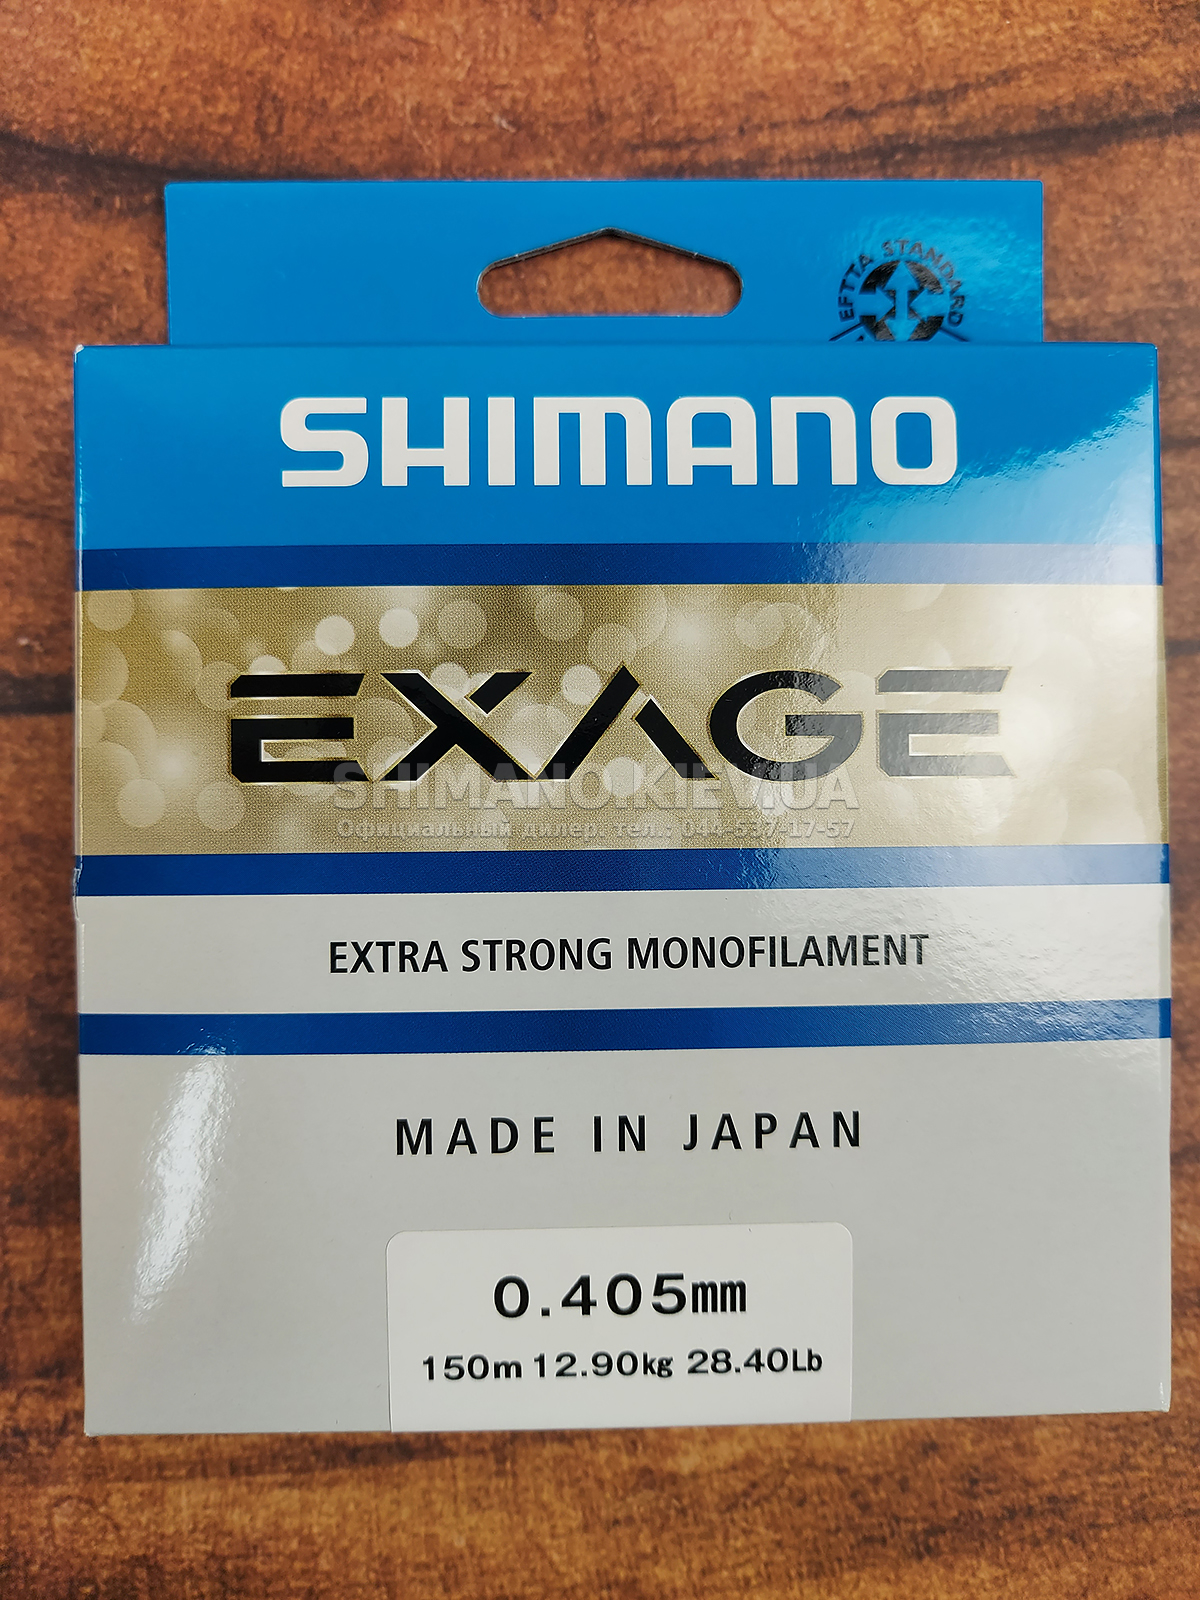 EFTTA STANDARD
SHIMANO
EXAGE
SHIMANO.KIEV.UA
Официальный дилер. тел.: 044-537-17-57
EXTRA STRONG MONOFILAMENT
MADE IN JAPAN
0.405mm
150m 12.90kg 28.40Lb